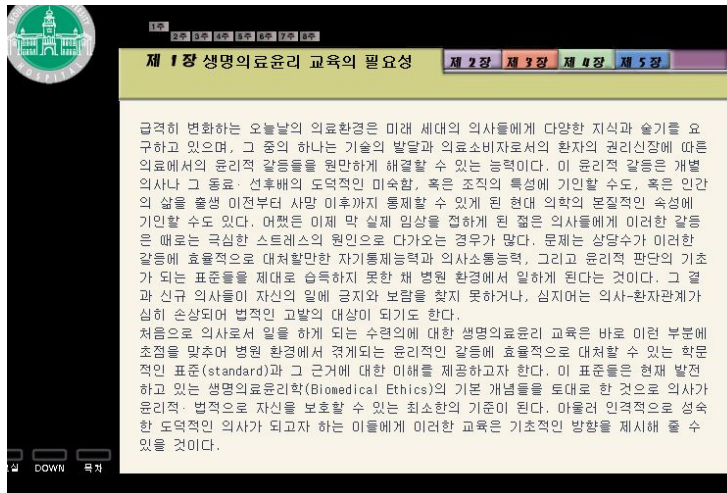 HOSPITAL
1주
2주 3주 4주 5주 6주 7주 8주
제 1 장 생명의료윤리 교육의 필요성
제 2 장 제 3 장 제 4 장 제 5 장
급격히 변화하는 오늘날의 의료환경은 미래 세대의 의사들에게 다양한 지식과 술기를 요
구하고 있으며, 그 중의 하나는 기술의 발달과 의료소비자로서의 환자의 권리신장에 따른
의료에서의 윤리적 갈등들을 원만하게 해결할 수 있는 능력이다. 이 윤리적 갈등은 개별
의사나 그 동료· 선후배의 도덕적인 미숙함, 혹은 조직의 특성에 기인할 수도, 혹은 인간
의 삶을 출생 이전부터 사망 이후까지 통제할 수 있게 된 현대 의학의 본질적인 속성에
기인할 수도 있다. 어쨌든 이제 막 실제 임상을 접하게 된 젊은 의사들에게 이러한 갈등
은 때로는 극심한 스트레스의 원인으로 다가오는 경우가 많다. 문제는 상당수가 이러한
갈등에 효율적으로 대처할만한 자기통제능력과 의사소통능력, 그리고 윤리적 판단의 기초
가 되는 표준들을 제대로 습득하지 못한 채 병원 환경에서 일하게 된다는 것이다. 그 결
과 신규 의사들이 자신의 일에 긍지와 보람을 찾지 못하거나, 심지어는 의사-환자관계가
심히 손상되어 법적인 고발의 대상이 되기도 한다.
처음으로 의사로서 일을 하게 되는 수련의에 대한 생명의료윤리 교육은 바로 이런 부분에
초점을 맞추어 병원 환경에서 겪게되는 윤리적인 갈등에 효율적으로 대처할 수 있는 학문
적인 표준(standard)과 그 근거에 대한 이해를 제공하고자 한다. 이 표준들은 현재 발전
하고 있는 생명의료윤리학(Biomedical Ethics)의 기본 개념들을 토대로 한 것으로 의사가
윤리적· 법적으로 자신을 보호할 수 있는 최소한의 기준이 된다. 아울러 인격적으로 성숙
한 도덕적인 의사가 되고자 하는 이들에게 이러한 교육은 기초적인 방향을 제시해 줄 수
있을 것이다.
DOWN 목차